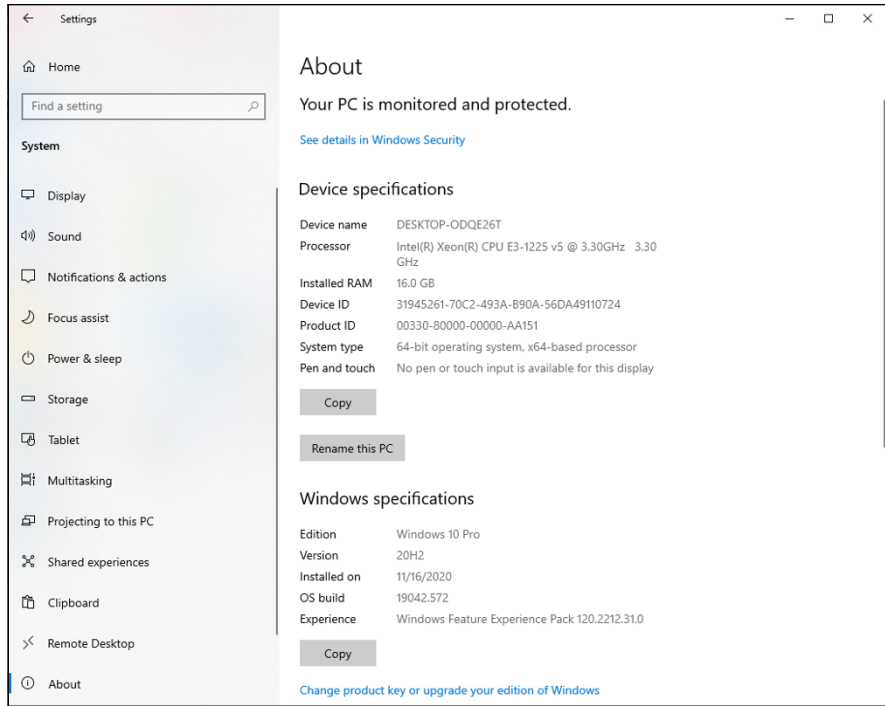 Settings
Home
Find a setting
System
Display
Sound
Notifications & actions
Focus assist
Power & sleep
Storage
Tablet
Multitasking
Projecting to this PC
Shared experiences
Clipboard
Remote Desktop
About
About
Your PC is monitored and protected.
See details in Windows Security
Device specifications
Device name DESKTOP-ODQE26T
Processor Intel(R) Xeon(R) CPU E3-1225 v5 @ 3.30GHz 3.30
GHz
Installed RAM 16.0 GB
Device ID 31945261-70C2-493A-B90A-56DA49110724
Product ID 00330-80000-00000-AA151
System type 64-bit operating system, x64-based processor
Pen and touch No pen or touch input is available for this display
Copy
Rename this PC
Windows specifications
Edition Windows 10 Pro
Version 20H2
Installed on 11/16/2020
OS build 19042.572
Experience Windows Feature Experience Pack 120.2212.31.0
Copy
Change product key or upgrade your edition of Windows